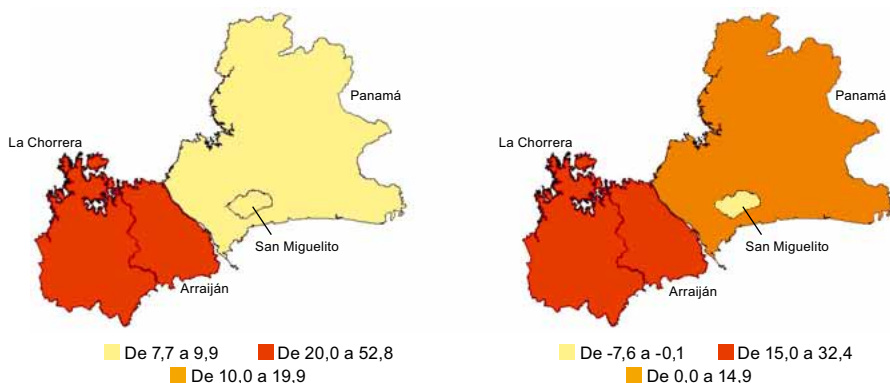 Panamá
La Chorrera
San Miguelito
Arraiján
De 7,7 a 9,9
De 20,0 a 52,8
De 10,0 a 19,9
Panamá
La Chorrera
San Miguelito
Arraiján
De -7,6 a -0,1
De 15,0 a 32,4
De 0,0 a 14,9